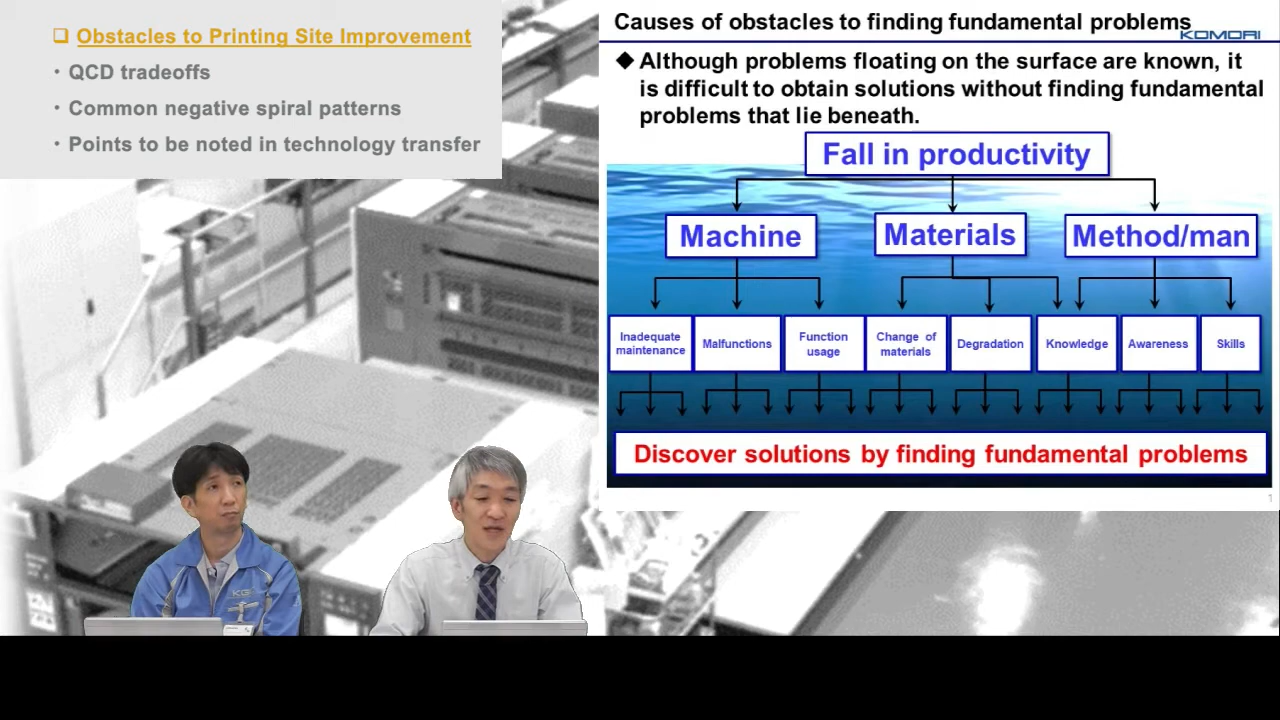 ❑ Obstacles to Printing Site Improvement
・QCD tradeoffs
・Common negative spiral patterns
・Points to be noted in technology transfer
Causes of obstacles to finding fundamental problems
KOMORI
◆ Although problems floating on the surface are known, it
is difficult to obtain solutions without finding fundamental
problems that lie beneath.
Fall in productivity
Machine
Materials
Method/man
Inadequate
maintenance
Malfunctions
Function
usage
Change of
materials
Degradation
Knowledge
Awareness
Skills
Discover solutions by finding fundamental problems
1
KGI